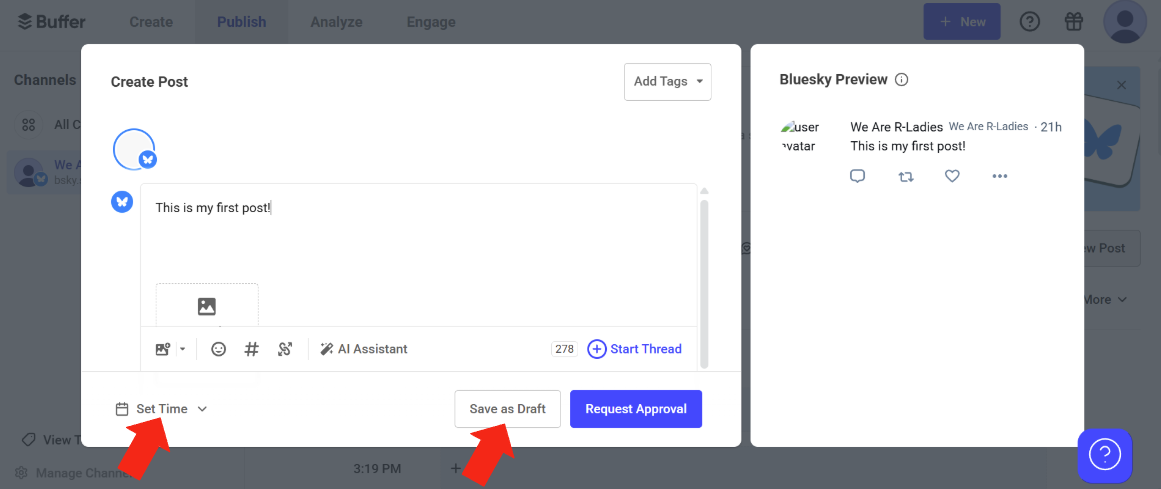 Buffer Create Publish Analyze Engage + New
Channels
All C
We A
bsky.s
Create Post
Add Tags
This is my first post!
AI Assistant 278 Start Thread
Set Time Save as Draft Request Approval
Bluesky Preview
user avatar
We Are R-Ladies We Are R-Ladies · 21h
This is my first post!
ew Post
More
View T
Manage Chann
3:19 PM +